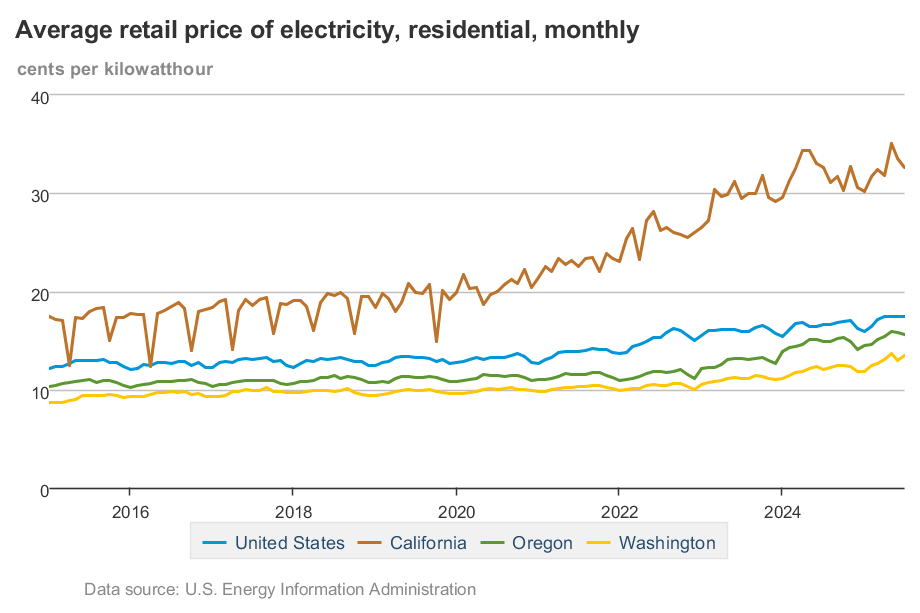 Average retail price of electricity, residential, monthly
cents per kilowatthour
40
30
20
10
0
2016 2018 2020 2022 2024
United States California Oregon Washington
Data source: U.S. Energy Information Administration